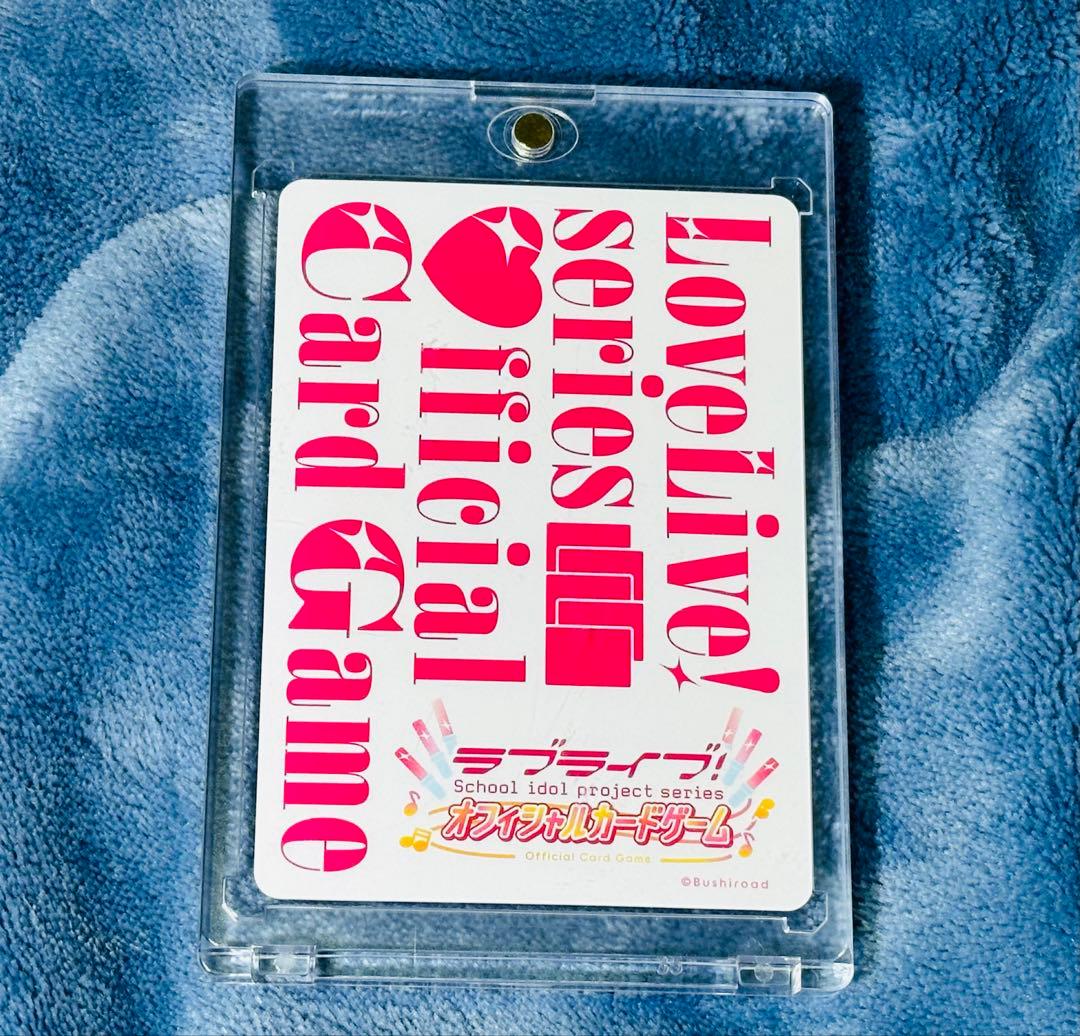 LoveLive!
series
Official
Card Game
ラブライブ!
School idol project series
オフィシャルカードゲーム
Official Card Game
©Bushiroad